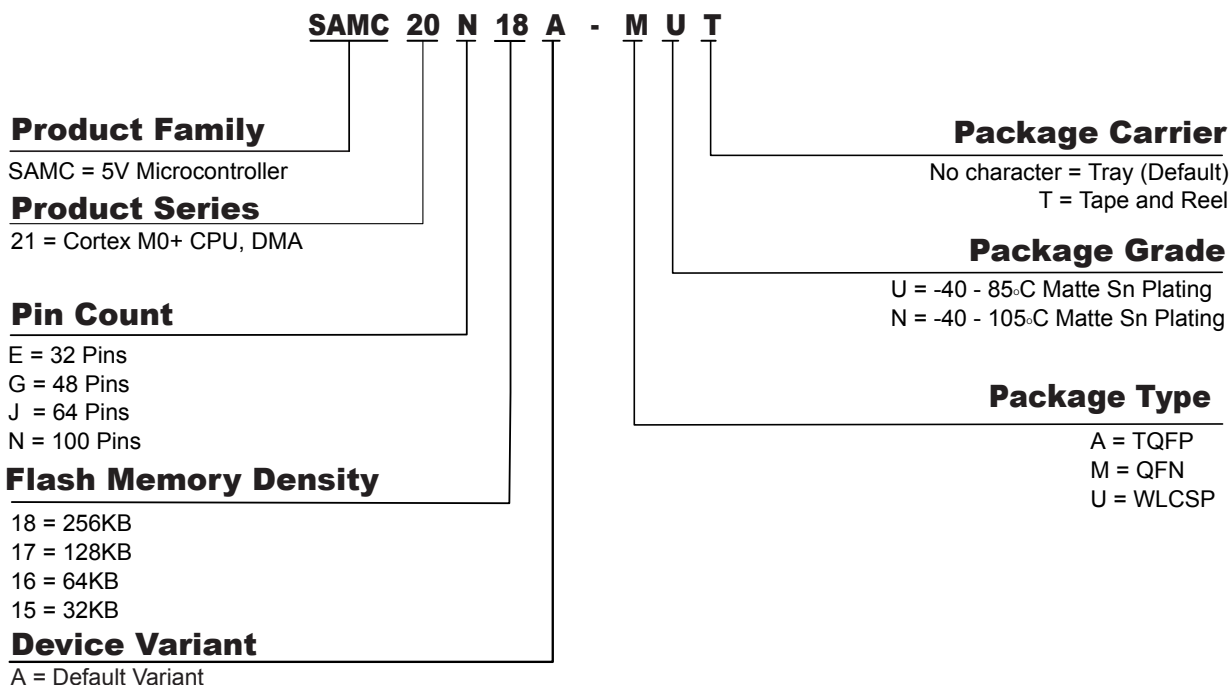 SAMC 20 N 18 A - M U T
Product Family
SAMC = 5V Microcontroller
Product Series
21 = Cortex M0+ CPU, DMA
Pin Count
E = 32 Pins
G = 48 Pins
J = 64 Pins
N = 100 Pins
Flash Memory Density
18 = 256KB
17 = 128KB
16 = 64KB
15 = 32KB
Device Variant
A = Default Variant
Package Carrier
No character = Tray (Default)
T = Tape and Reel
Package Grade
U = -40 - 85◦C Matte Sn Plating
N = -40 - 105◦C Matte Sn Plating
Package Type
A = TQFP
M = QFN
U = WLCSP